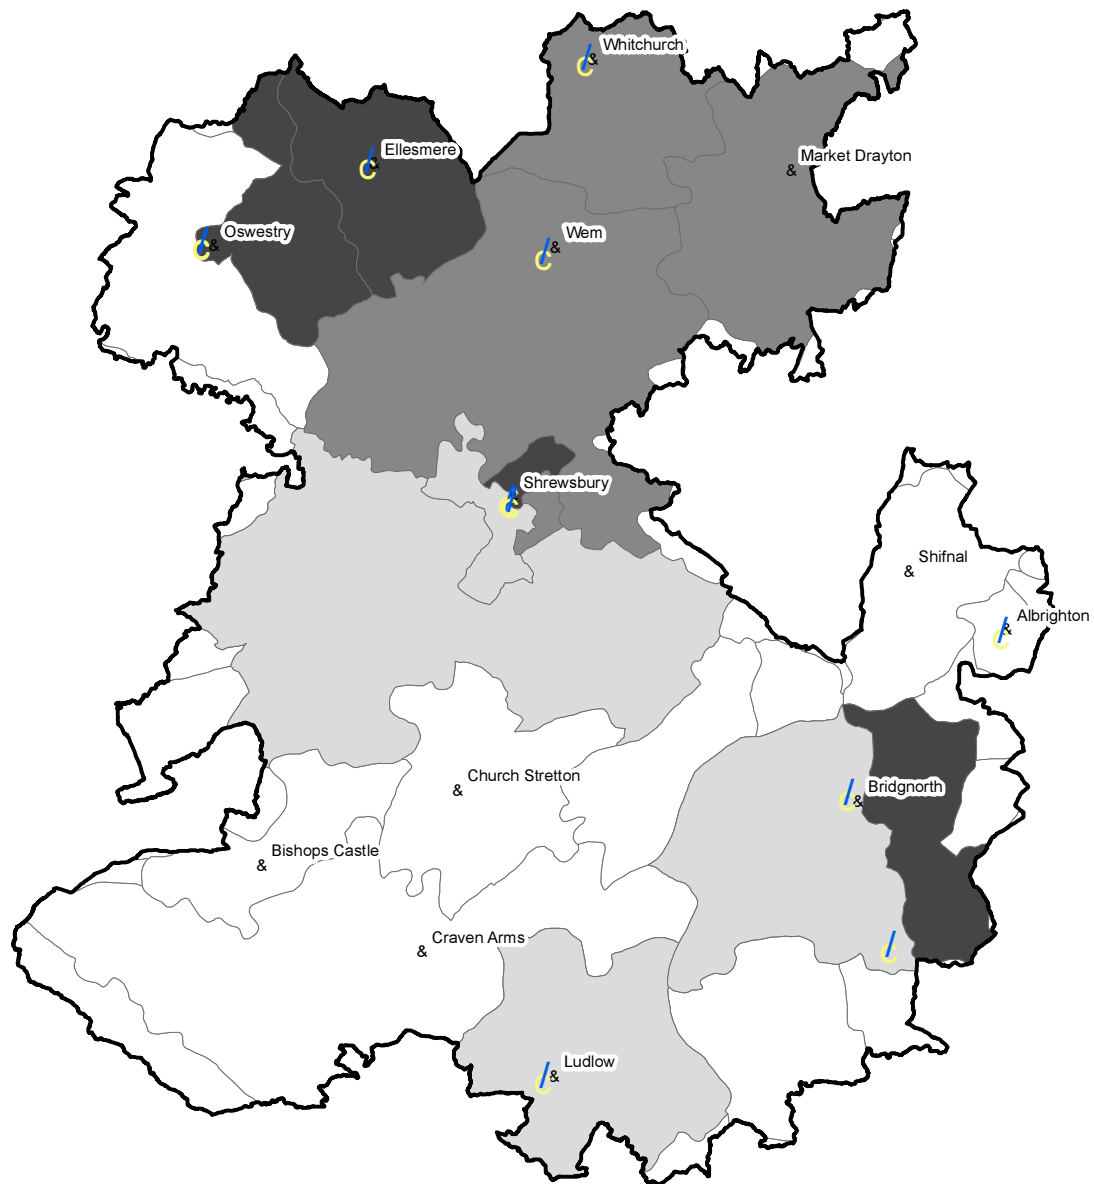 Whitchurch
&
C
Ellesmere
&
C
Market Drayton
&
Oswestry
&
C
Wem
&
C
Shrewsbury
&
C
Shifnal
&
Albrighton
&
C
Church Stretton
&
Bridgnorth
&
C
Bishops Castle
&
Craven Arms
&
C
Ludlow
&
C